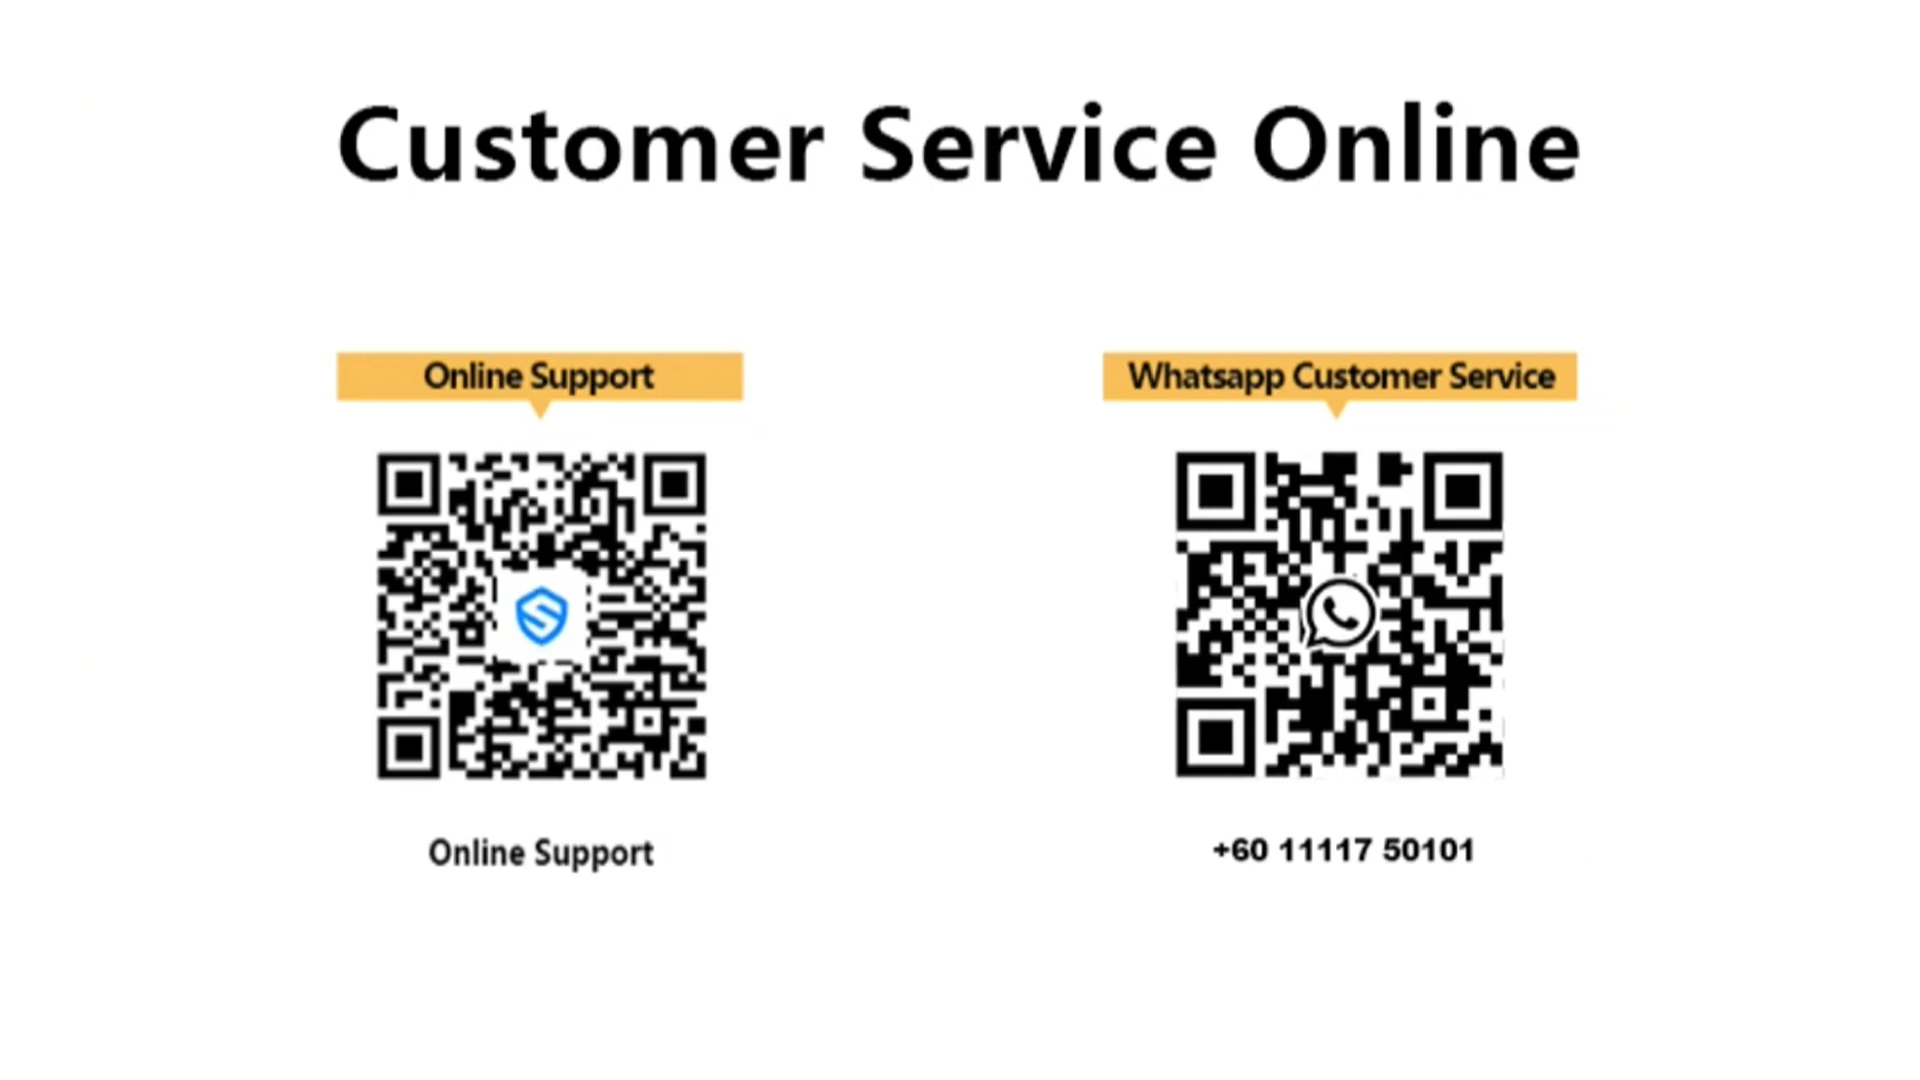 Customer Service Online
Online Support
Whatsapp Customer Service
Online Support
+60 11117 50101